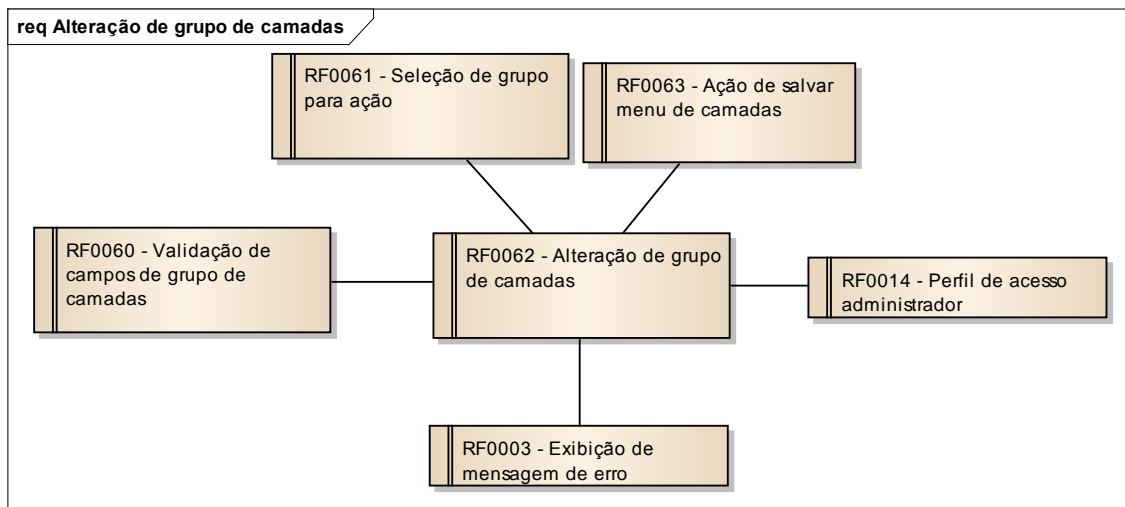 req Alteração de grupo de camadas
RF0061 - Seleção de grupo
para ação
RF0063 - Ação de salvar
menu de camadas
RF0060 - Validação de
campos de grupo de
camadas
RF0062 - Alteração de grupo
de camadas
RF0014 - Perfil de acesso
administrador
RF0003 - Exibição de
mensagem de erro